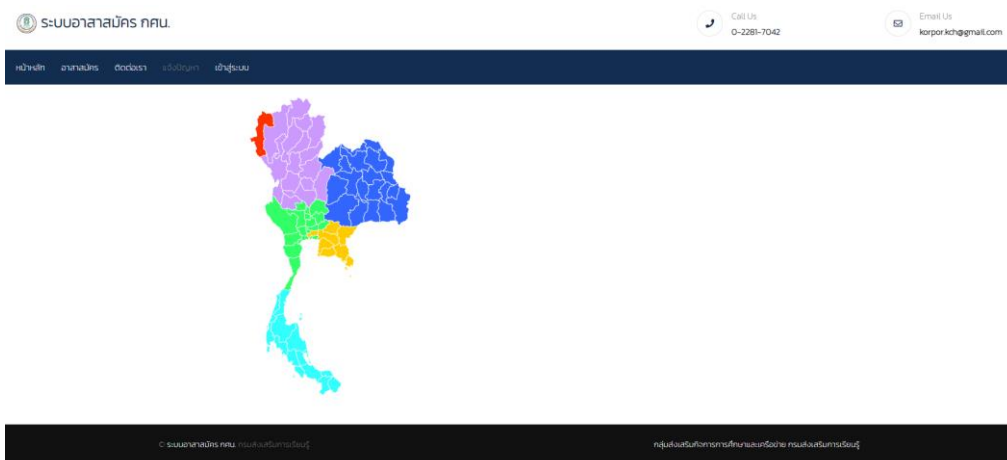 ระบบอาสาสมัคร กศน.
Call Us
0-2281-7042
Email Us
korpor.kch@gmail.com
หน้าหลัก อาสาสมัคร ติดต่อเรา แจ้งปัญหา เข้าสู่ระบบ
© ระบบอาสาสมัคร กศน. กรมส่งเสริมการเรียนรู้
กลุ่มส่งเสริมกิจการการศึกษาและเครือข่าย กรมส่งเสริมการเรียนรู้